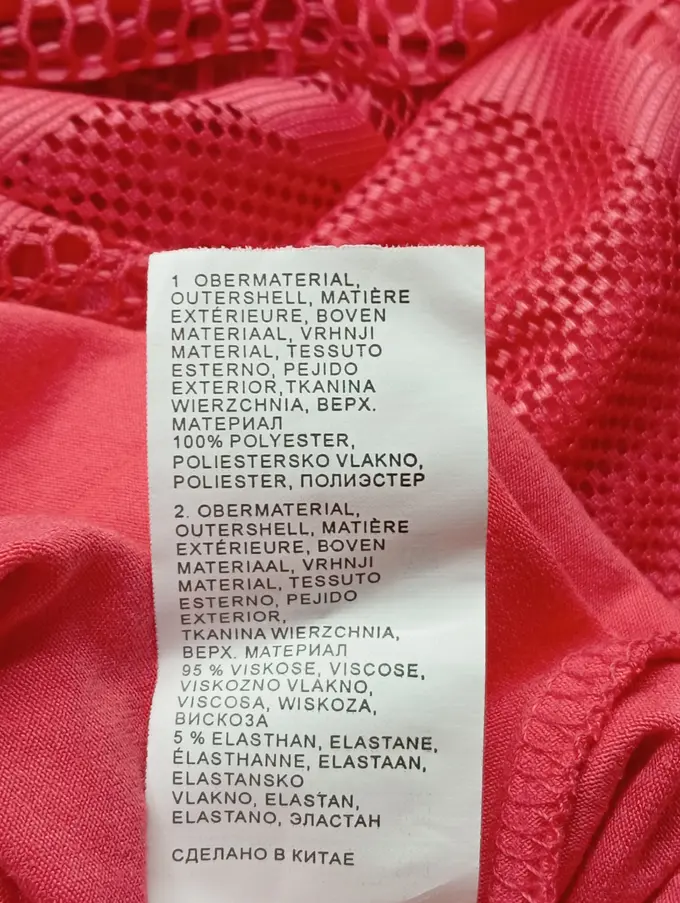 1 OBERMATERIAL,
OUTERSHELL, MATIÈRE
EXTÉRIEURE, BOVEN
MATERIAAL, VRHNJI
MATERIAL, TESSUTO
ESTERNO, PEJIDO
EXTERIOR,TKANINA
WIERZCHNIA, ВЕРХ.
МАТЕРИАЛ
100% POLYESTER,
POLIESTERSKO VLAKNO,
POLIESTER, ПОЛИЭСТЕР
2. OBERMATERIAL,
OUTERSHELL, MATIÈRE
EXTÉRIEURE, BOVEN
MATERIAAL, VRHNJI
MATERIAL, TESSUTO
ESTERNO, PEJIDO
EXTERIOR,
TKANINA WIERZCHNIA,
ВЕРХ. МАТЕРИАЛ
95 % VISKOSE, VISCOSE,
VISKOZNO VLÁKNO,
VISCOSA, WISKOZA,
ВИСКОЗА
5 % ELASTHAN, ELASTANE,
ÉLASTHANNE, ELASTAAN,
ELASTANSKO
VLAKNO, ELASTAN,
ELASTANO, ЭЛАСТАН
СДЕЛАНО В КИТАЕ